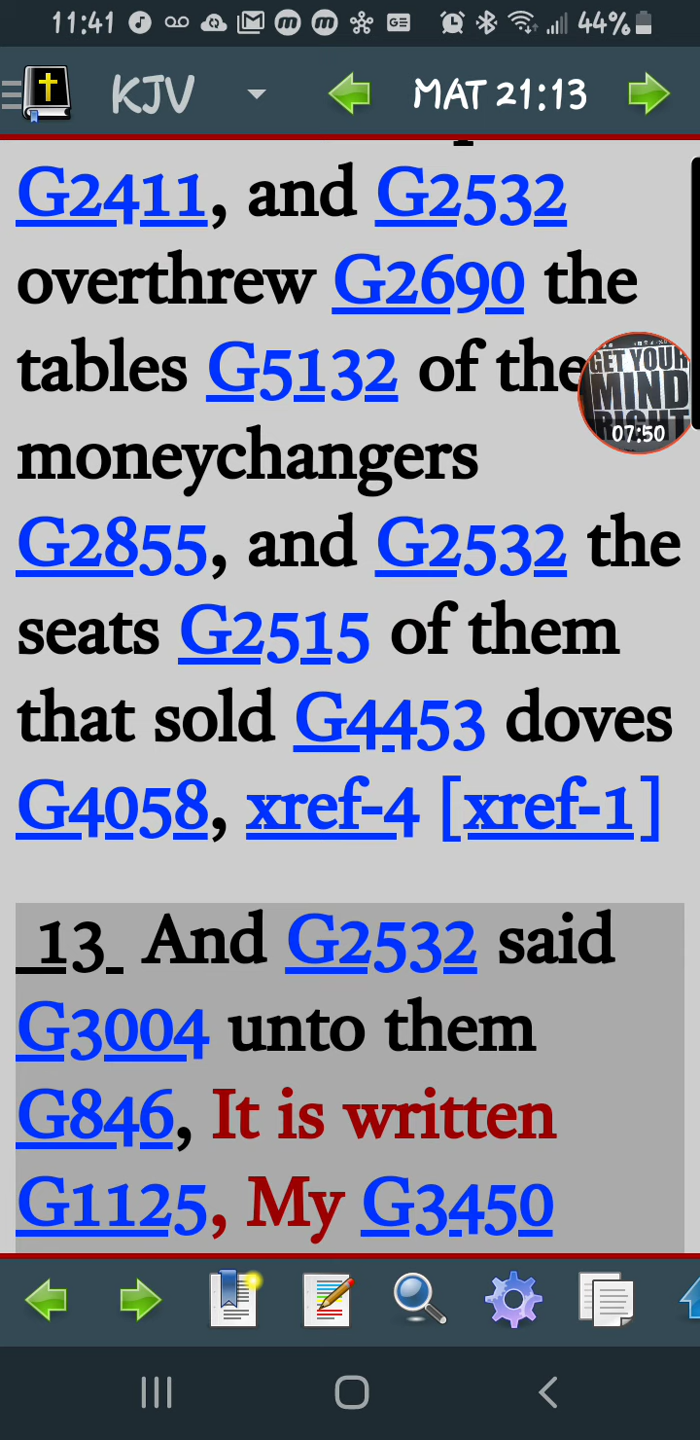 11:41 44%
KJV MAT 21:13
G2411, and G2532
overthrew G2690 the
tables G5132 of the
GET YOUR
MIND
RIGHT
07:50
moneychangers
G2855, and G2532 the
seats G2515 of them
that sold G4453 doves
G4058, xref-4 [xref-1]
13 And G2532 said
G3004 unto them
G846, It is written
G1125, My G3450